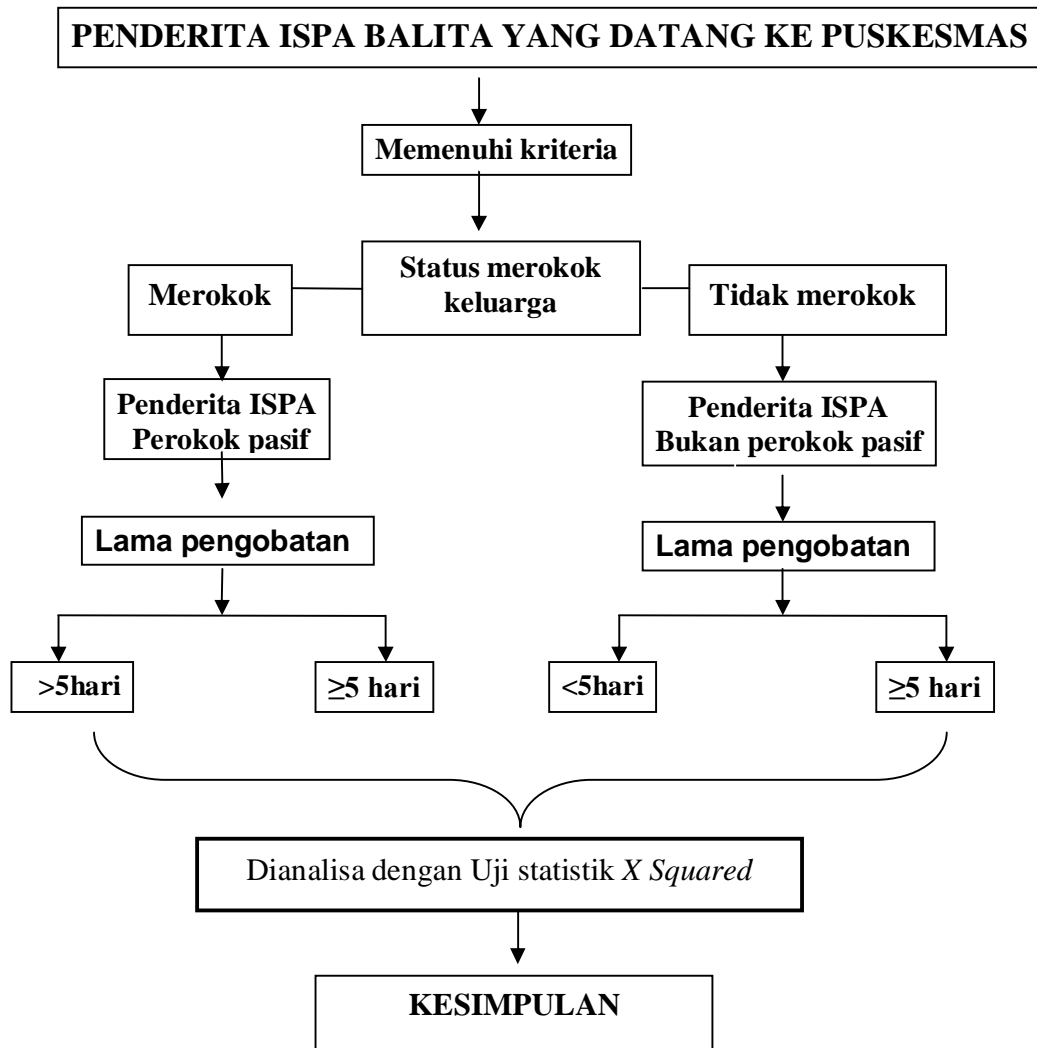 PENDERITA ISPA BALITA YANG DATANG KE PUSKESMAS
Memenuhi kriteria
Status merokok
keluarga
Merokok
Tidak merokok
Penderita ISPA
Perokok pasif
Penderita ISPA
Bukan perokok pasif
Lama pengobatan
Lama pengobatan
>5hari
≥5 hari
<5hari
≥5 hari
Dianalisa dengan Uji statistik X Squared
KESIMPULAN